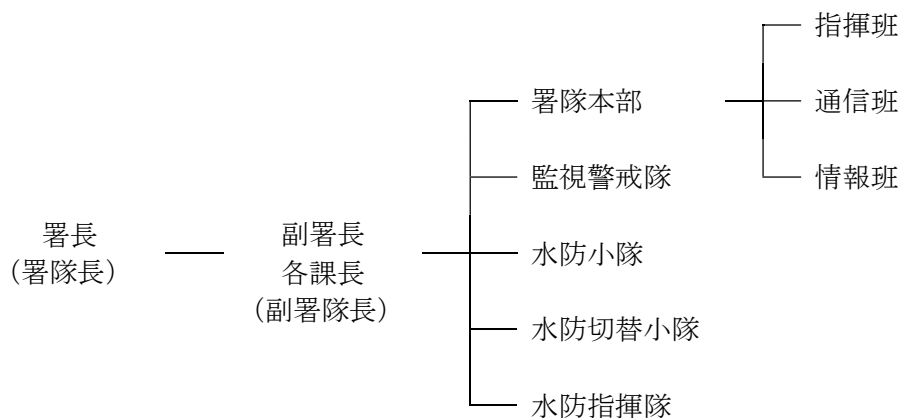 署長
（署隊長）
副署長
各課長
（副署隊長）
署隊本部
監視警戒隊
水防小隊
水防切替小隊
水防指揮隊
指揮班
通信班
情報班